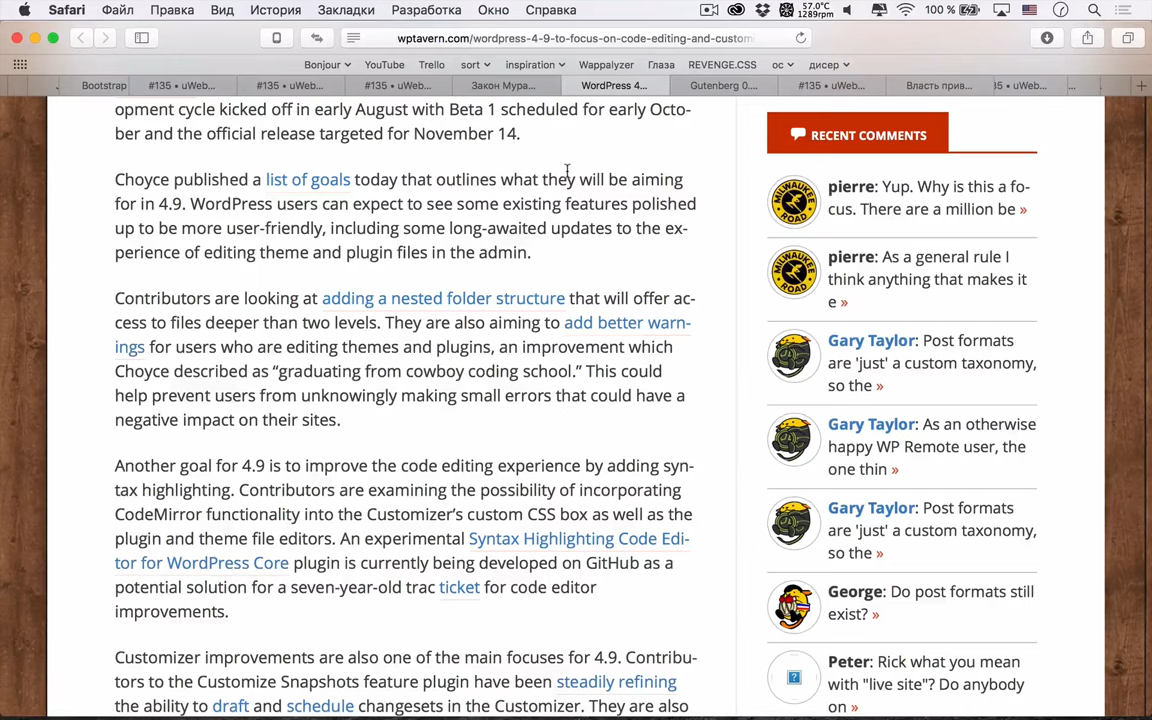 Safari Файл Правка Вид История Закладки Разработка Окно Справка 57.0°C 1289rpm 100 %
wptavern.com/wordpress-4-9-to-focus-on-code-editing-and-custom
Bonjour YouTube Trello sort inspiration Wappalyzer Глаза REVENGE.CSS ос дисер
Bootstrap #135 – uWeb... #135 – uWeb... Закон Мура... WordPress 4... Gutenberg 0.... #135 – uWeb... Власть прив... 35 – uWeb... ...
opment cycle kicked off in early August with Beta 1 scheduled for early Octo-
ber and the official release targeted for November 14.
Choyce published a list of goals today that outlines what they will be aiming
for in 4.9. WordPress users can expect to see some existing features polished
up to be more user-friendly, including some long-awaited updates to the ex-
perience of editing theme and plugin files in the admin.
Contributors are looking at adding a nested folder structure that will offer ac-
cess to files deeper than two levels. They are also aiming to add better warn-
ings for users who are editing themes and plugins, an improvement which
Choyce described as “graduating from cowboy coding school.” This could
help prevent users from unknowingly making small errors that could have a
negative impact on their sites.
Another goal for 4.9 is to improve the code editing experience by adding syn-
tax highlighting. Contributors are examining the possibility of incorporating
CodeMirror functionality into the Customizer’s custom CSS box as well as the
plugin and theme file editors. An experimental Syntax Highlighting Code Edi-
tor for WordPress Core plugin is currently being developed on GitHub as a
potential solution for a seven-year-old trac ticket for code editor
improvements.
Customizer improvements are also one of the main focuses for 4.9. Contribu-
tors to the Customize Snapshots feature plugin have been steadily refining
the ability to draft and schedule changesets in the Customizer. They are also
RECENT COMMENTS
pierre: Yup. Why is this a fo-
cus. There are a million be »
pierre: As a general rule I
think anything that makes it
e »
Gary Taylor: Post formats
are 'just' a custom taxonomy,
so the »
Gary Taylor: As an otherwise
happy WP Remote user, the
one thin »
Gary Taylor: Post formats
are 'just' a custom taxonomy,
so the »
George: Do post formats still
exist? »
Peter: Rick what you mean
with "live site"? Do anybody
on »
MILWAUKEE
ROAD
MILWAUKEE
ROAD